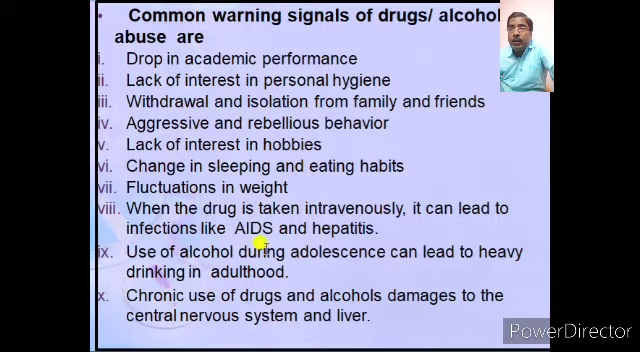 • Common warning signals of drugs/ alcohol
abuse are
i. Drop in academic performance
ii. Lack of interest in personal hygiene
iii. Withdrawal and isolation from family and friends
iv. Aggressive and rebellious behavior
v. Lack of interest in hobbies
vi. Change in sleeping and eating habits
vii. Fluctuations in weight
viii. When the drug is taken intravenously, it can lead to
infections like AIDS and hepatitis.
ix. Use of alcohol during adolescence can lead to heavy
drinking in adulthood.
x. Chronic use of drugs and alcohols damages to the
central nervous system and liver.
PowerDirector